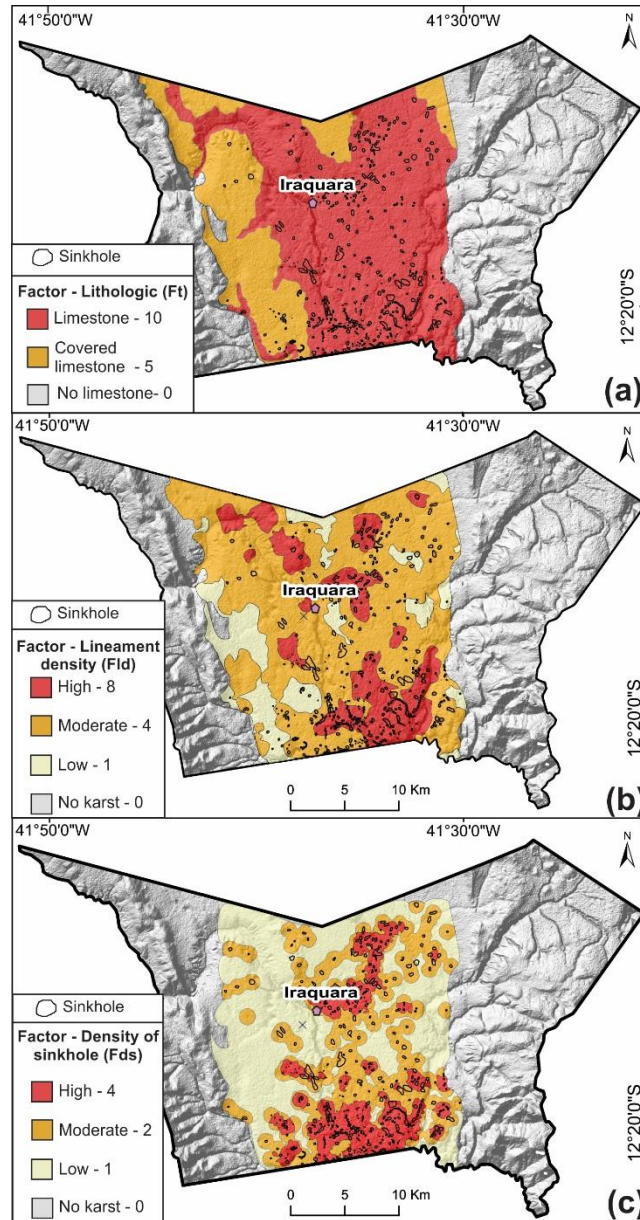 41°50'0"W
41°30'0"W
N
Iraquara
Sinkhole
Factor - Lithologic (Ft)
Limestone - 10
Covered
limestone - 5
No limestone- 0
12°20'0"S
(a)
41°50'0"W
41°30'0"W
N
Iraquara
Sinkhole
Factor - Lineament
density (Fld)
High - 8
Moderate - 4
Low - 1
No karst - 0
0 5 10 Km
12°20'0"S
(b)
41°50'0"W
41°30'0"W
N
Iraquara
Sinkhole
Factor - Density of
sinkhole (Fds)
High - 4
Moderate - 2
Low - 1
No karst - 0
0 5 10 Km
12°20'0"S
(c)